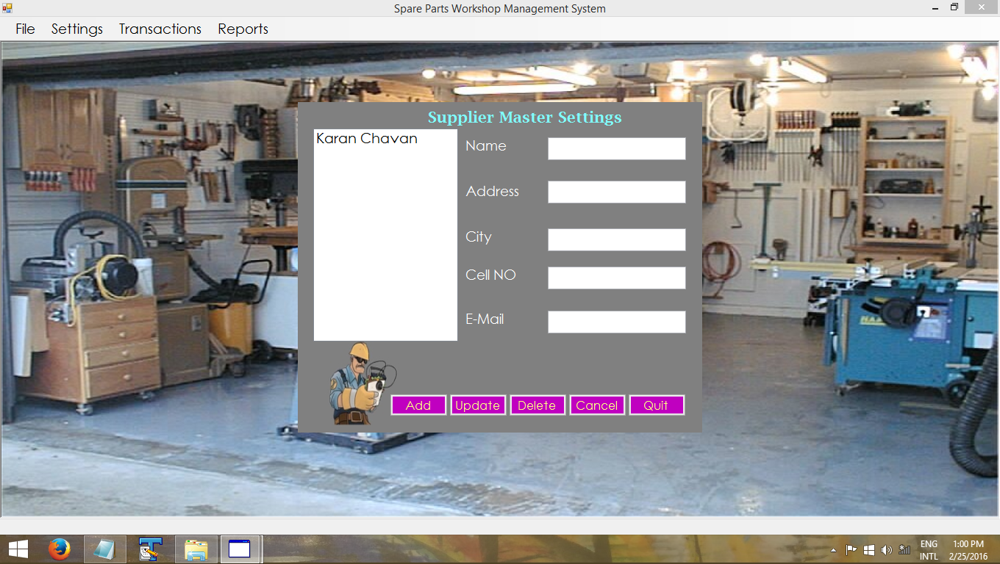 Spare Parts Workshop Management System
File Settings Transactions Reports
Supplier Master Settings
Karan Chavan
Name
Address
City
Cell NO
E-Mail
Add Update Delete Cancel Quit
ENG 1:00 PM
INTL 2/25/2016